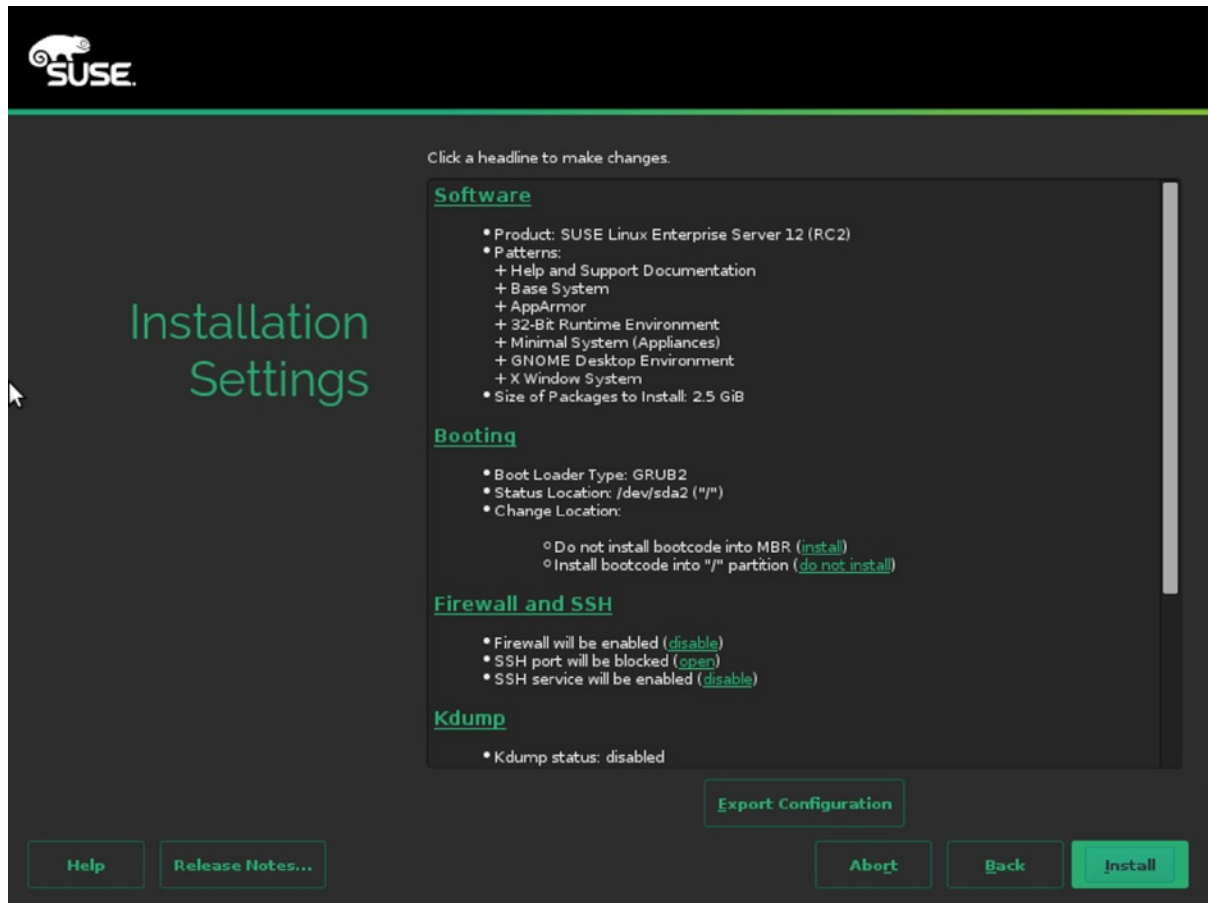 SUSE.
Click a headline to make changes.
Installation
Settings
Software
• Product: SUSE Linux Enterprise Server 12 (RC2)
• Patterns:
+ Help and Support Documentation
+ Base System
+ AppArmor
+ 32-Bit Runtime Environment
+ Minimal System (Appliances)
+ GNOME Desktop Environment
+ X Window System
• Size of Packages to Install: 2.5 GiB
Booting
• Boot Loader Type: GRUB2
• Status Location: /dev/sda2 ("/")
• Change Location:
○ Do not install bootcode into MBR (install)
○ Install bootcode into "/" partition (do not install)
Firewall and SSH
• Firewall will be enabled (disable)
• SSH port will be blocked (open)
• SSH service will be enabled (disable)
Kdump
• Kdump status: disabled
Export Configuration
Help Release Notes... Abort Back Install